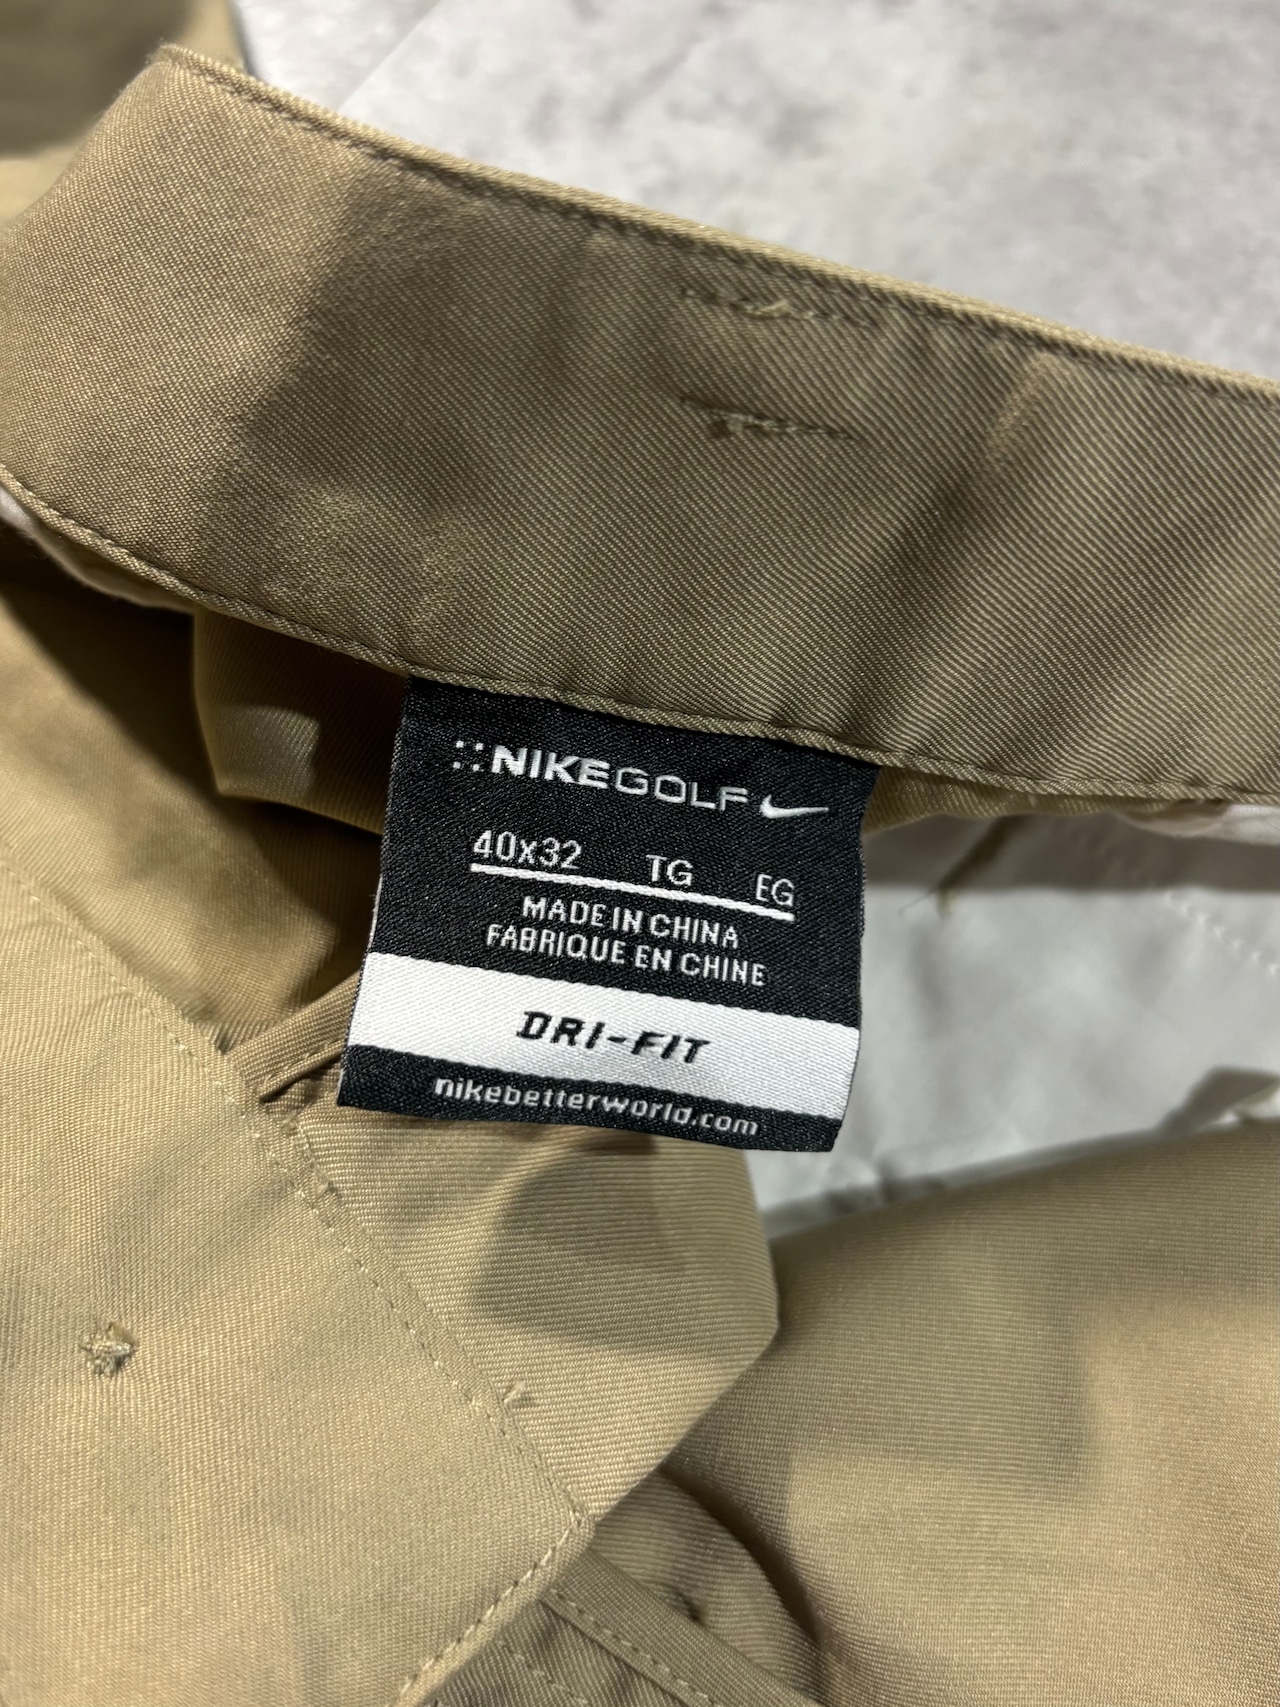 NIKEGOLF
40x32 TG EG
MADE IN CHINA
FABRIQUE EN CHINE
DRI-FIT
nikebetterworld.com